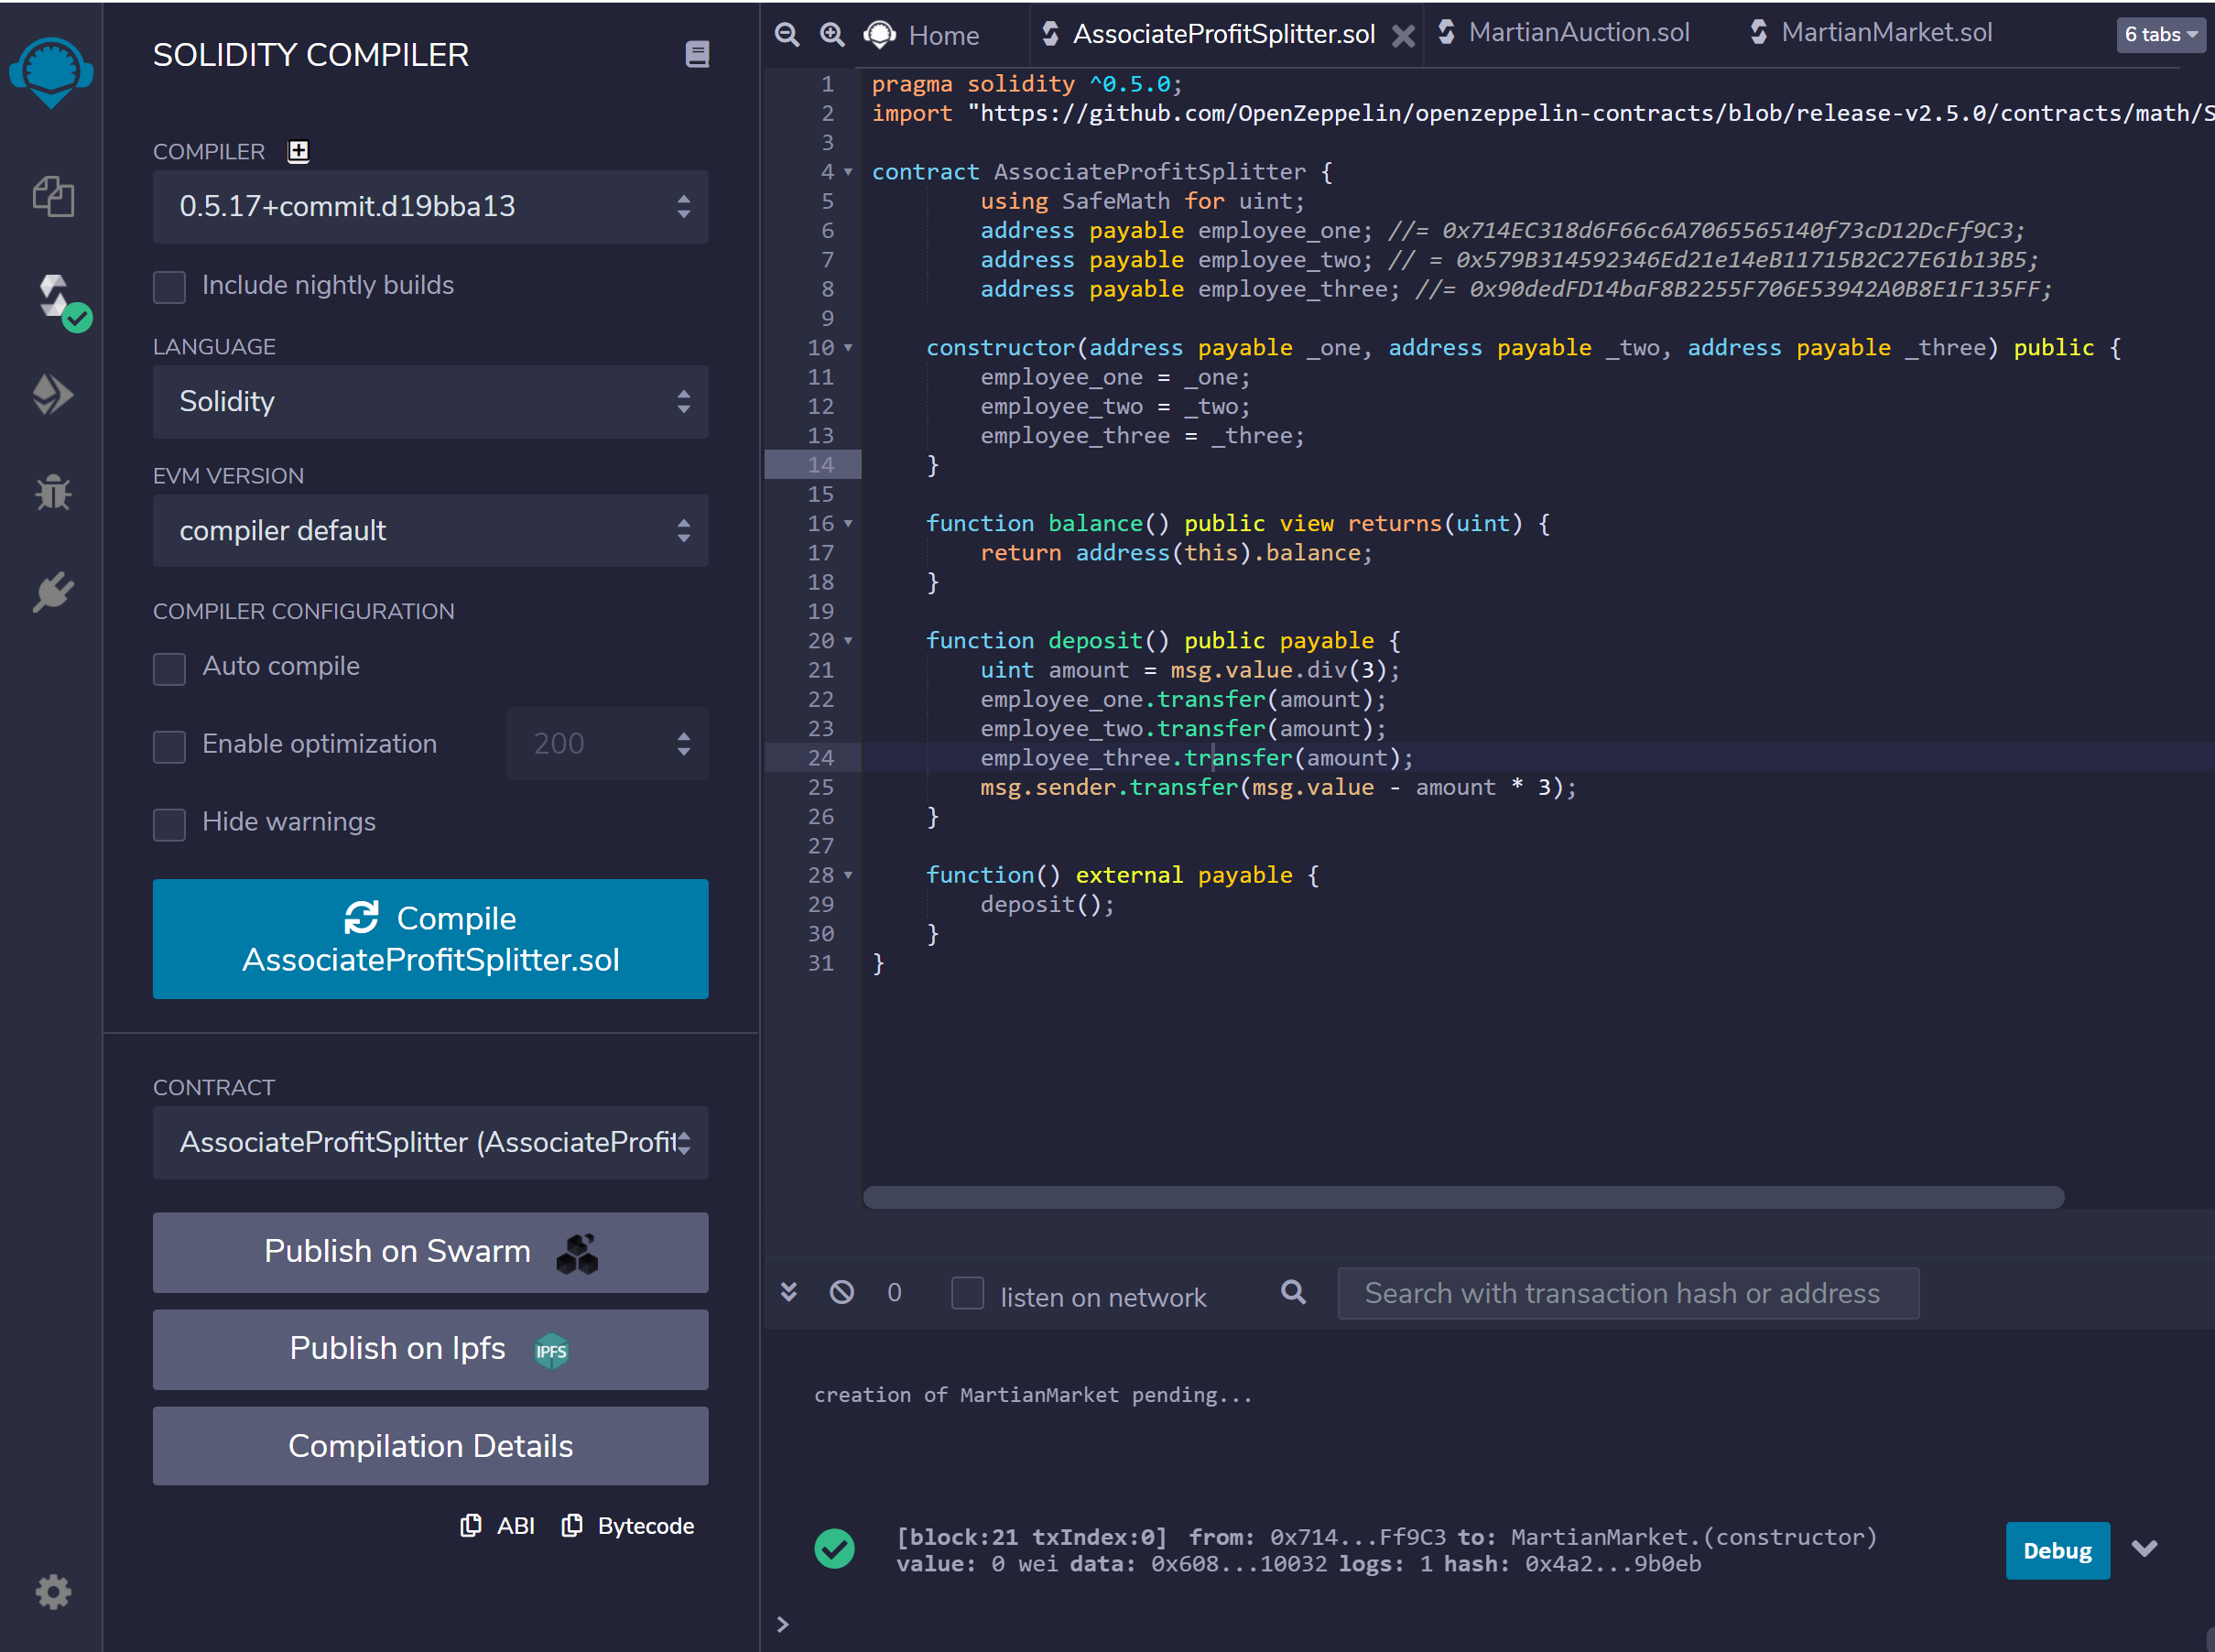 SOLIDITY COMPILER
COMPILER
0.5.17+commit.d19bba13
Include nightly builds
LANGUAGE
Solidity
EVM VERSION
compiler default
COMPILER CONFIGURATION
Auto compile
Enable optimization
200
Hide warnings
Compile
AssociateProfitSplitter.sol
CONTRACT
AssociateProfitSplitter (AssociateProfit
Publish on Swarm
Publish on Ipfs
IPFS
Compilation Details
ABI
Bytecode
Home
AssociateProfitSplitter.sol
MartianAuction.sol
MartianMarket.sol
6 tabs
1 pragma solidity ^0.5.0;
2 import "https://github.com/OpenZeppelin/openzeppelin-contracts/blob/release-v2.5.0/contracts/math/S
3
4 contract AssociateProfitSplitter {
5 using SafeMath for uint;
6 address payable employee_one; //= 0x714EC318d6F66c6A7065565140f73cD12DcFf9C3;
7 address payable employee_two; // = 0x579B314592346Ed21e14eB11715B2C27E61b13B5;
8 address payable employee_three; //= 0x90dedFD14baF8B2255F706E53942A0B8E1F135FF;
9
10 constructor(address payable _one, address payable _two, address payable _three) public {
11 employee_one = _one;
12 employee_two = _two;
13 employee_three = _three;
14 }
15
16 function balance() public view returns(uint) {
17 return address(this).balance;
18 }
19
20 function deposit() public payable {
21 uint amount = msg.value.div(3);
22 employee_one.transfer(amount);
23 employee_two.transfer(amount);
24 employee_three.transfer(amount);
25 msg.sender.transfer(msg.value - amount * 3);
26 }
27
28 function() external payable {
29 deposit();
30 }
31 }
0
listen on network
Search with transaction hash or address
creation of MartianMarket pending...
[block:21 txIndex:0] from: 0x714...Ff9C3 to: MartianMarket.(constructor)
value: 0 wei data: 0x608...10032 logs: 1 hash: 0x4a2...9b0eb
Debug
>